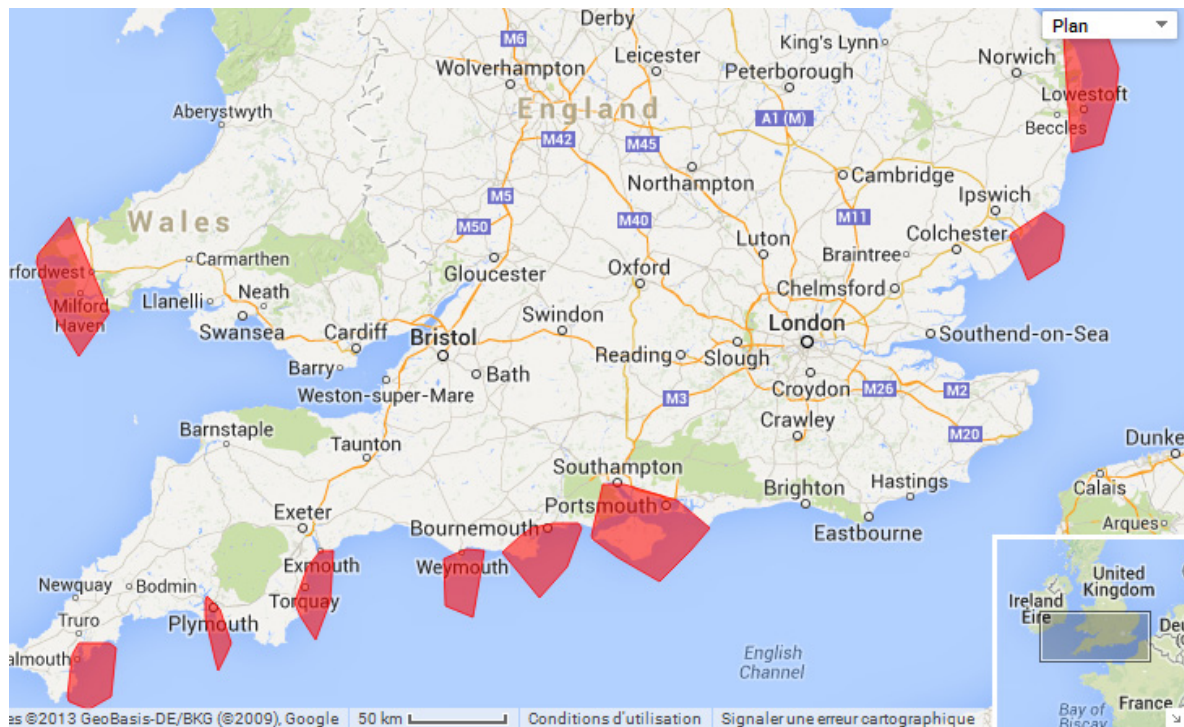 Derby
Plan
M6
Leicester
King's Lynn
Norwich
Wolverhampton
Peterborough
England
Lowestoft
Aberystwyth
A1 (M)
Beccles
M42
M45
Northampton
Cambridge
M5
Ipswich
Wales
M50
M40
M11
Colchester
Luton
Braintree
Carmarthen
erfordwest
Gloucester
Oxford
Chelmsford
Milford
Haven
Llanelli
Neath
Swansea
Cardiff
Bristol
Swindon
London
Southend-on-Sea
Reading
Slough
Barry
Bath
Croydon
M26
M2
Weston-super-Mare
M3
Crawley
M20
Barnstaple
Taunton
Dunke
Southampton
Calais
Exeter
Portsmouth
Brighton
Hastings
Bournemouth
Eastbourne
Arques
Exmouth
Weymouth
Newquay
Bodmin
Torquay
Truro
Plymouth
almouth
English
Channel
United
Kingdom
Ireland
Éire
Deu
France
Bay of
Biscay
es ©2013 GeoBasis-DE/BKG (©2009), Google
50 km
Conditions d'utilisation
Signaler une erreur cartographique